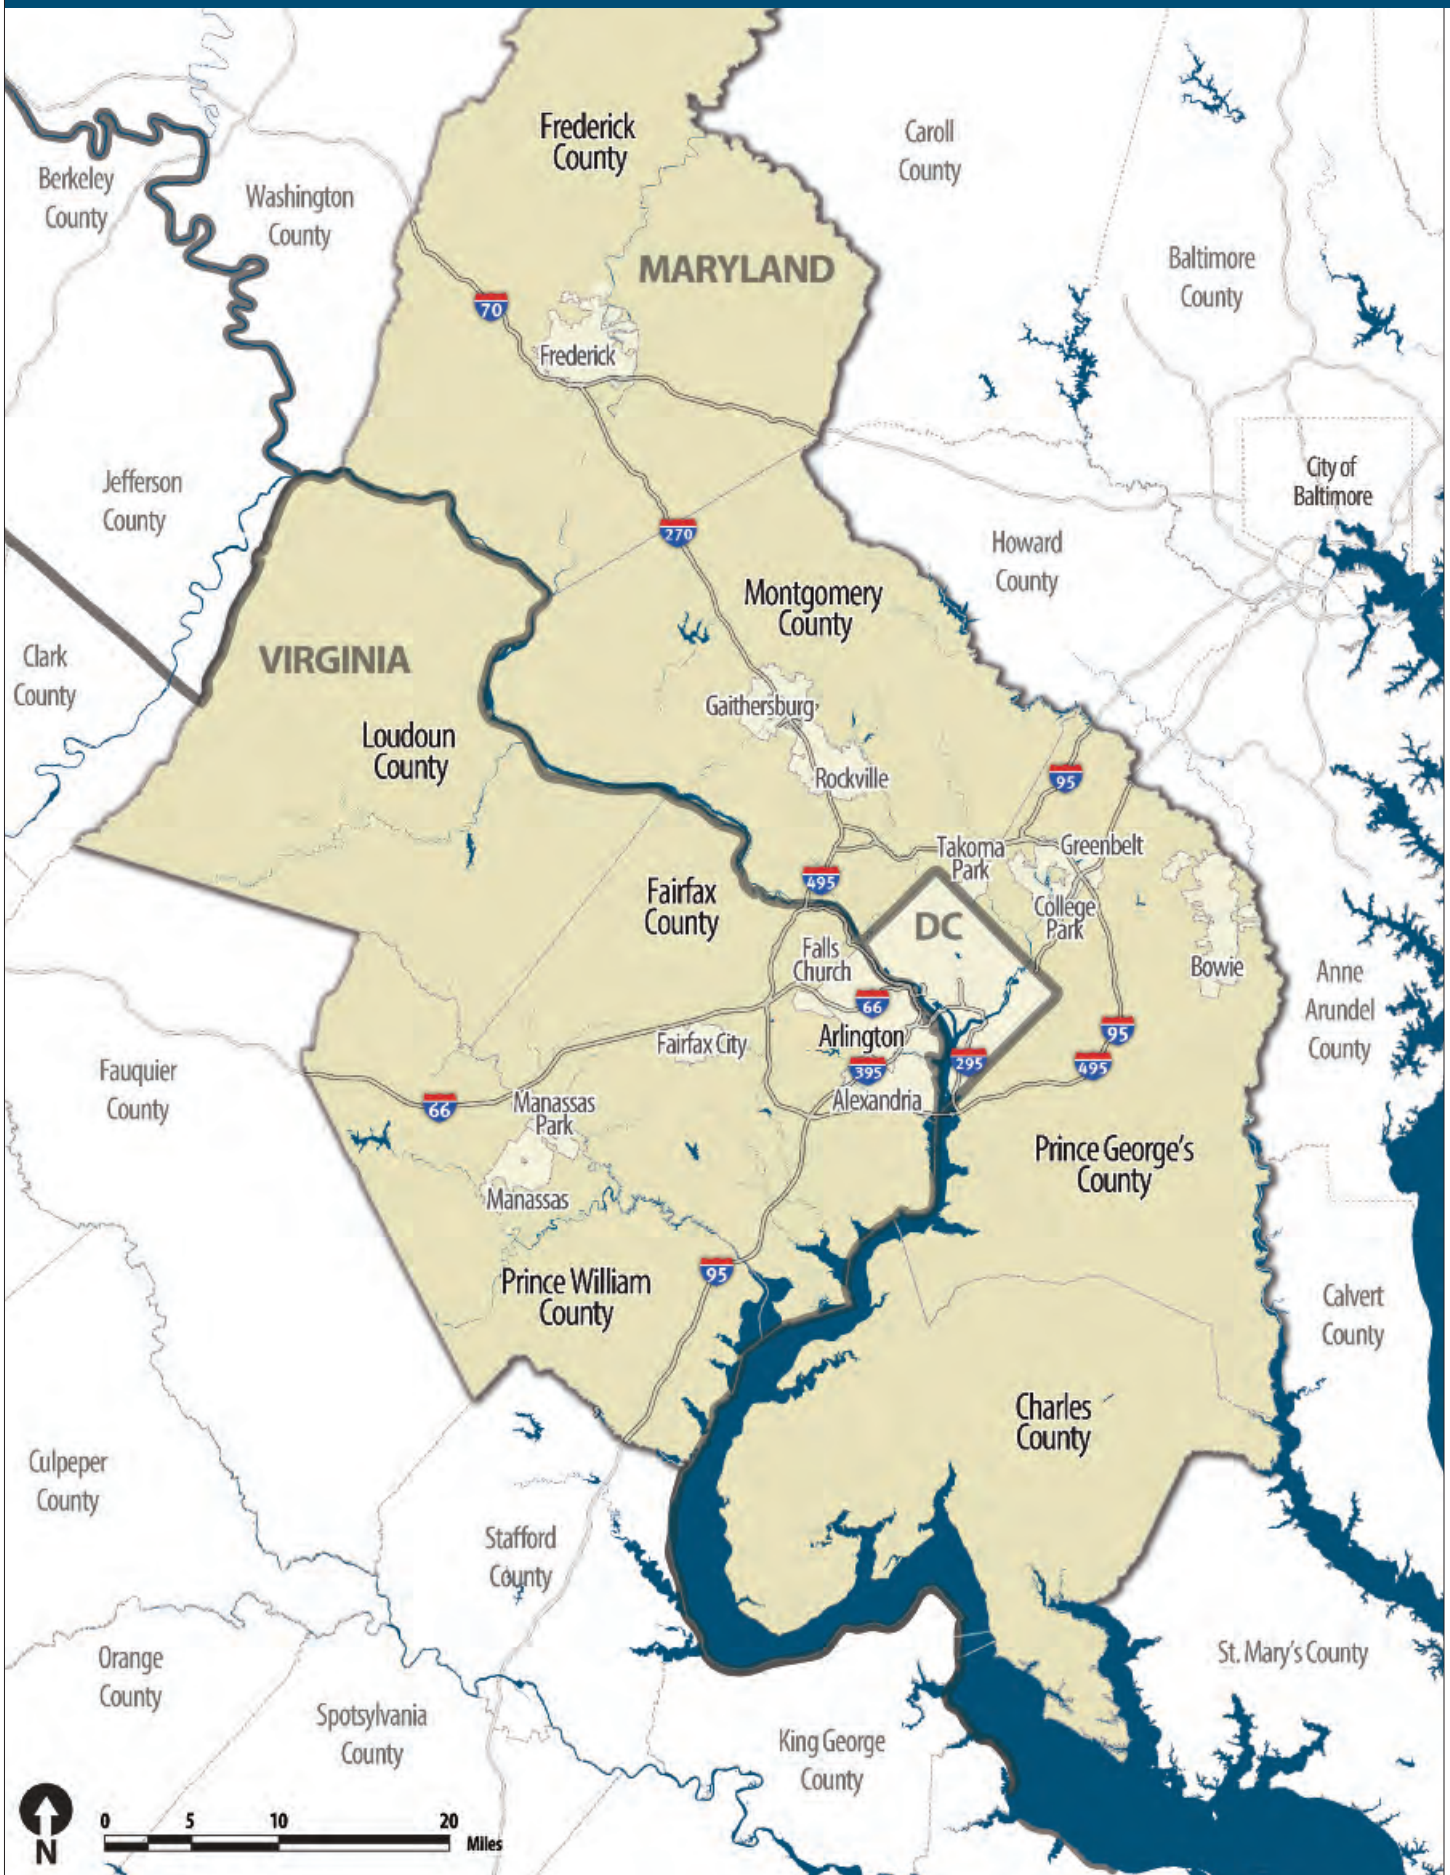 Frederick
County
Caroll
County
Berkeley
County
Washington
County
MARYLAND
Baltimore
County
70
Frederick
City of
Baltimore
Jefferson
County
270
Howard
County
Montgomery
County
Clark
County
VIRGINIA
Gaithersburg
Loudoun
County
Rockville
95
Takoma
Park
Greenbelt
495
Fairfax
County
College
Park
DC
Falls
Church
Bowie
Anne
Arundel
County
66
Arlington
Fairfax City
95
295
495
395
Fauquier
County
66
Manassas
Park
Alexandria
Prince George's
County
Manassas
95
Prince William
County
Calvert
County
Charles
County
Culpeper
County
Stafford
County
Orange
County
St. Mary's County
Spotsylvania
County
King George
County
N
0 5 10 20
Miles